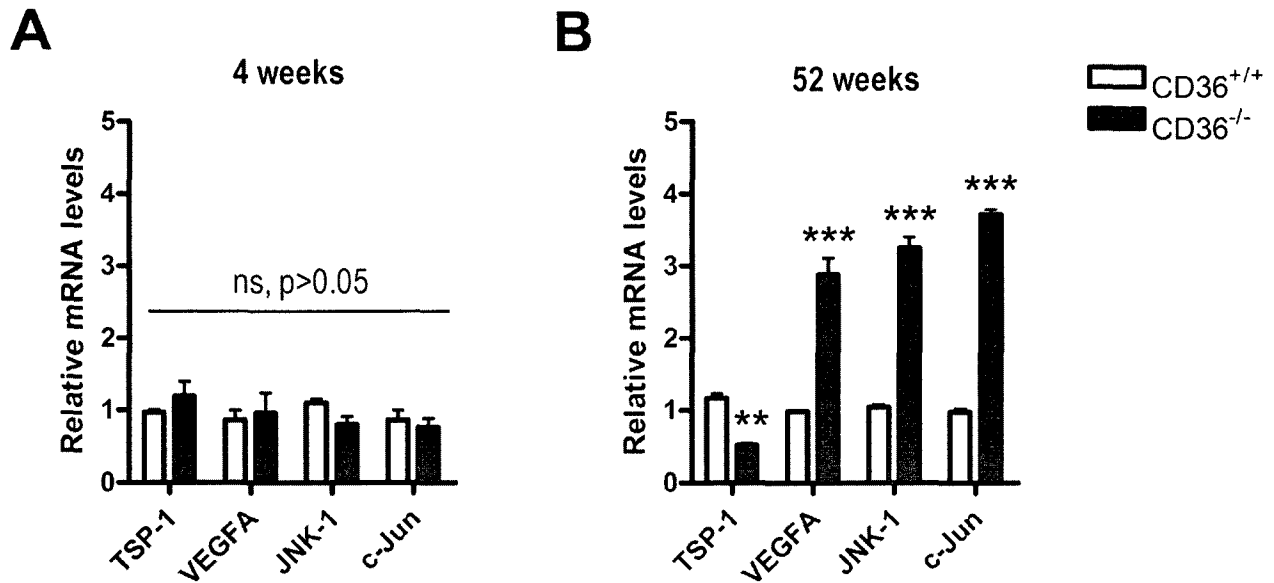 A
4 weeks
Relative mRNA levels
5
4
3
2
1
0
ns, p>0.05
TSP-1
VEGFA
JNK-1
c-Jun
B
52 weeks
Relative mRNA levels
5
4
3
2
1
0
**
***
***
***
TSP-1
VEGFA
JNK-1
c-Jun
CD36+/+
CD36-/-